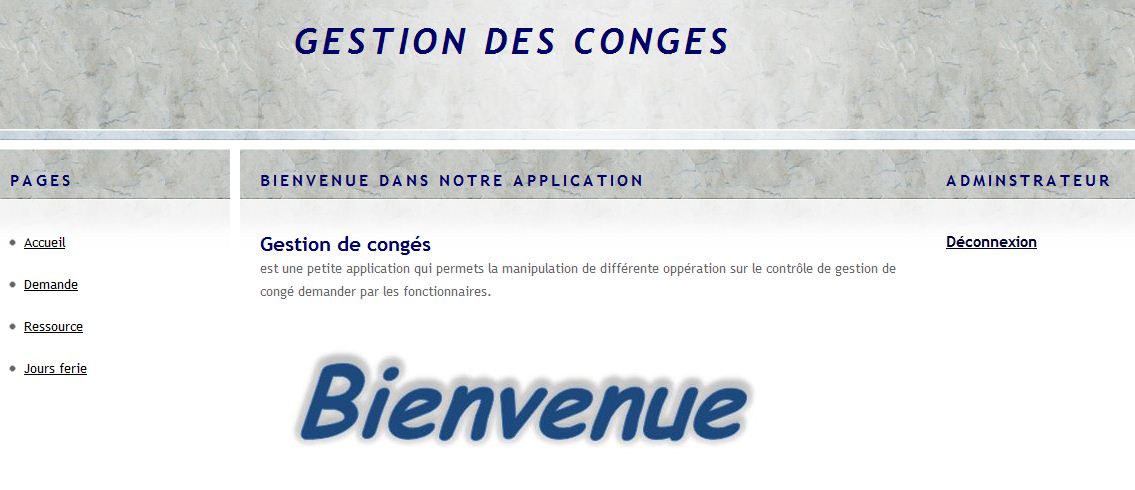 GESTION DES CONGES
PAGES
Accueil
Demande
Ressource
Jours ferie
BIENVENUE DANS NOTRE APPLICATION
Gestion de congés
est une petite application qui permets la manipulation de différente oppération sur le contrôle de gestion de
congé demander par les fonctionnaires.
Bienvenue
ADMINSTRATEUR
Déconnexion